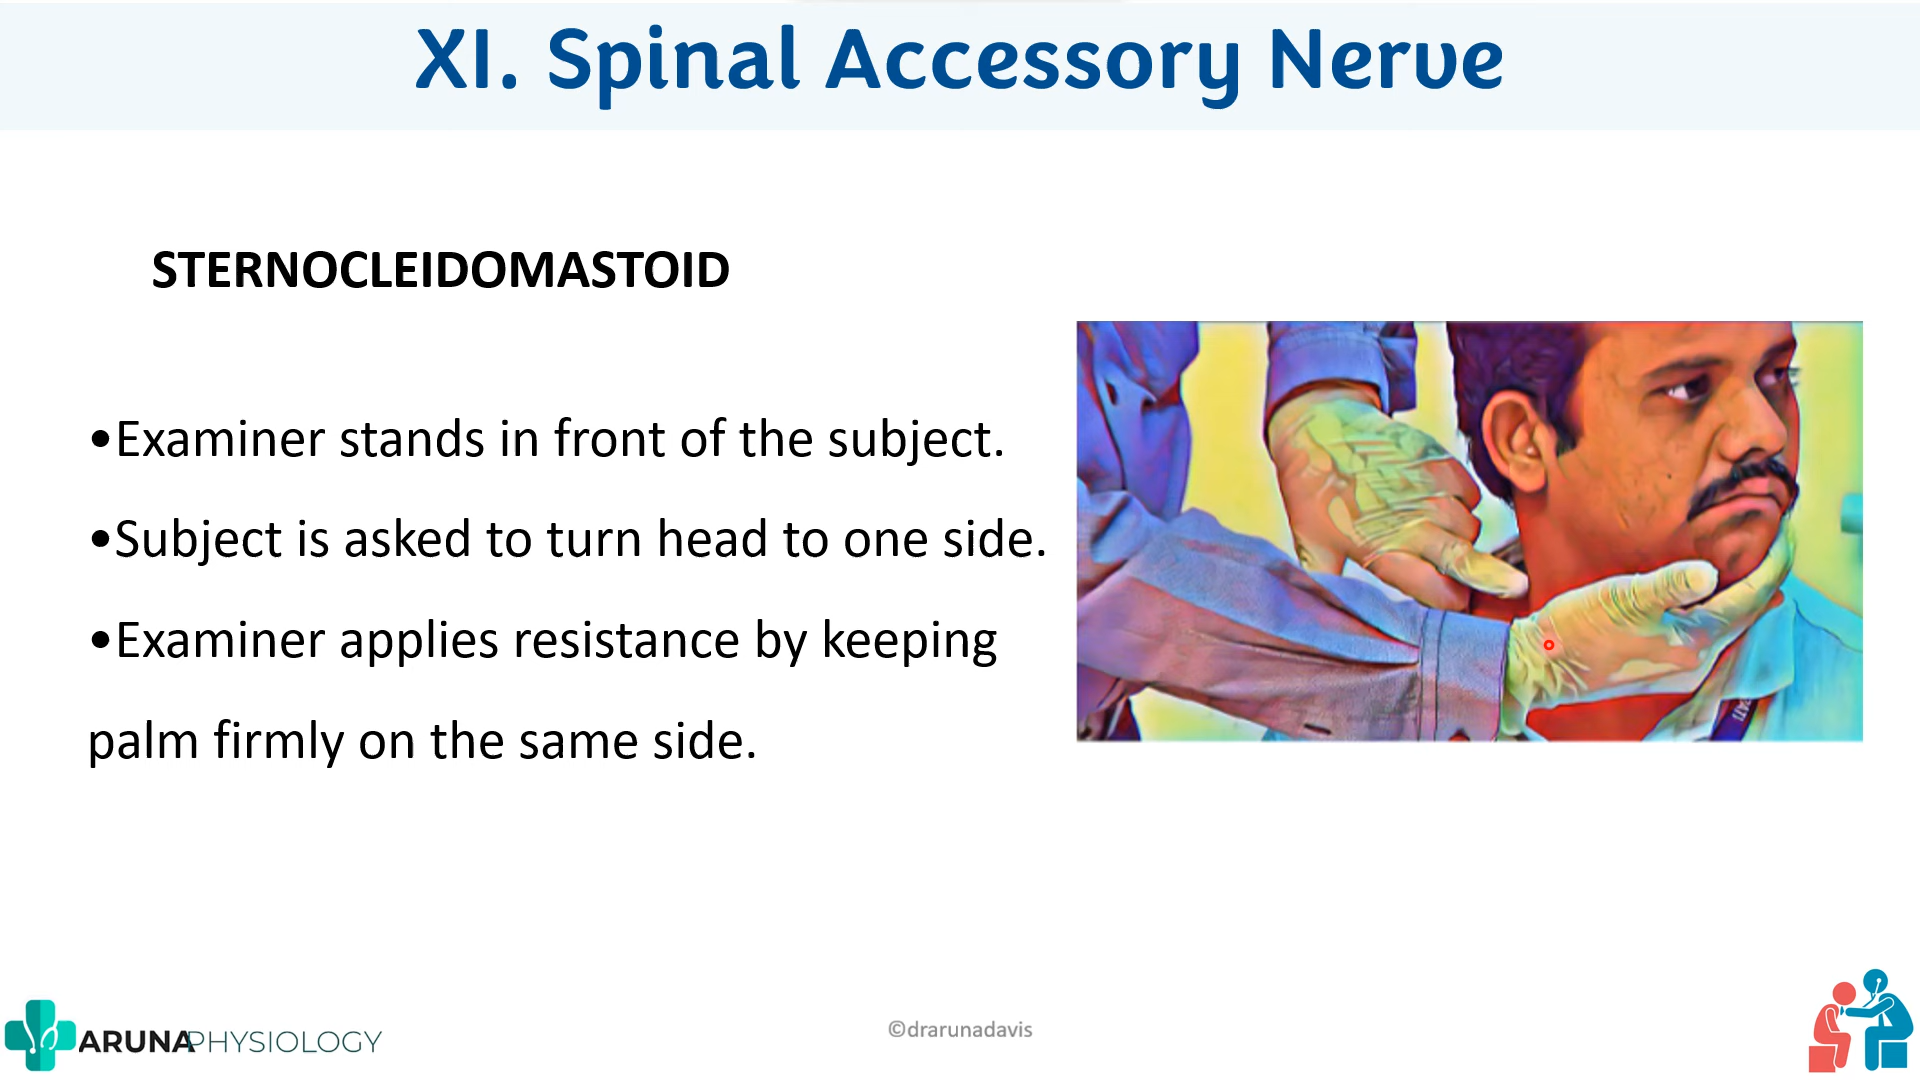 XI. Spinal Accessory Nerve
STERNOCLEIDOMASTOID
•Examiner stands in front of the subject.
•Subject is asked to turn head to one side.
•Examiner applies resistance by keeping
palm firmly on the same side.
ARUNAPHYSIOLOGY
©drarunadavis